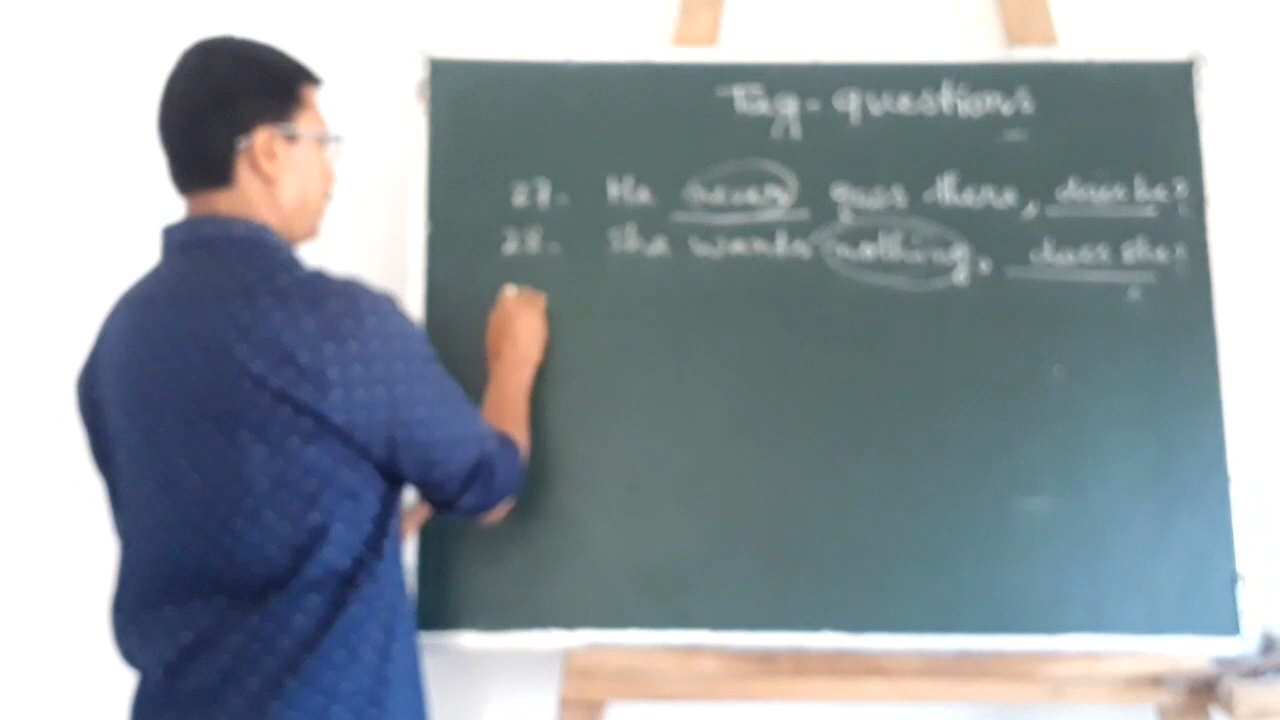 Tag-questions
27. He never goes there, does he?
28. She wants nothing, does she?